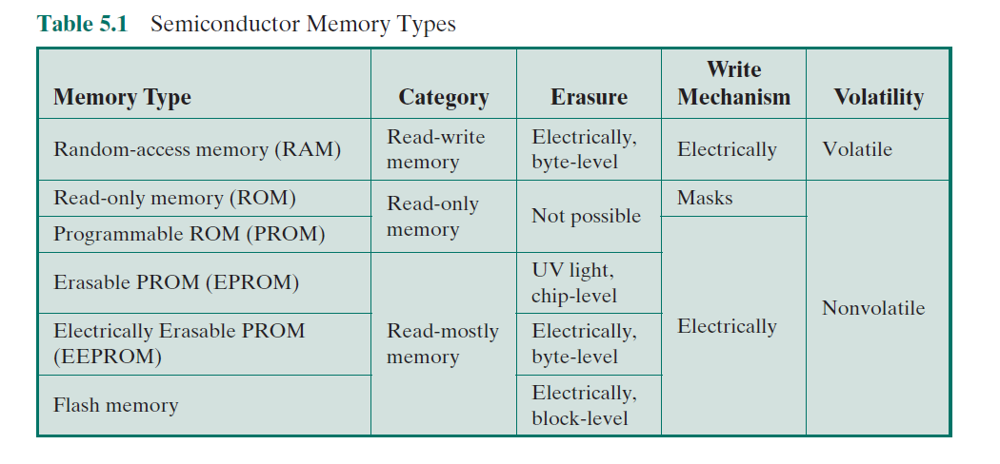 Table 5.1 Semiconductor Memory Types
Memory Type
Category
Erasure
Write
Mechanism
Volatility
Random-access memory (RAM)
Read-write
memory
Electrically,
byte-level
Electrically
Volatile
Read-only memory (ROM)
Read-only
memory
Not possible
Masks
Nonvolatile
Programmable ROM (PROM)
Electrically
Erasable PROM (EPROM)
Read-mostly
memory
UV light,
chip-level
Electrically Erasable PROM
(EEPROM)
Electrically,
byte-level
Flash memory
Electrically,
block-level